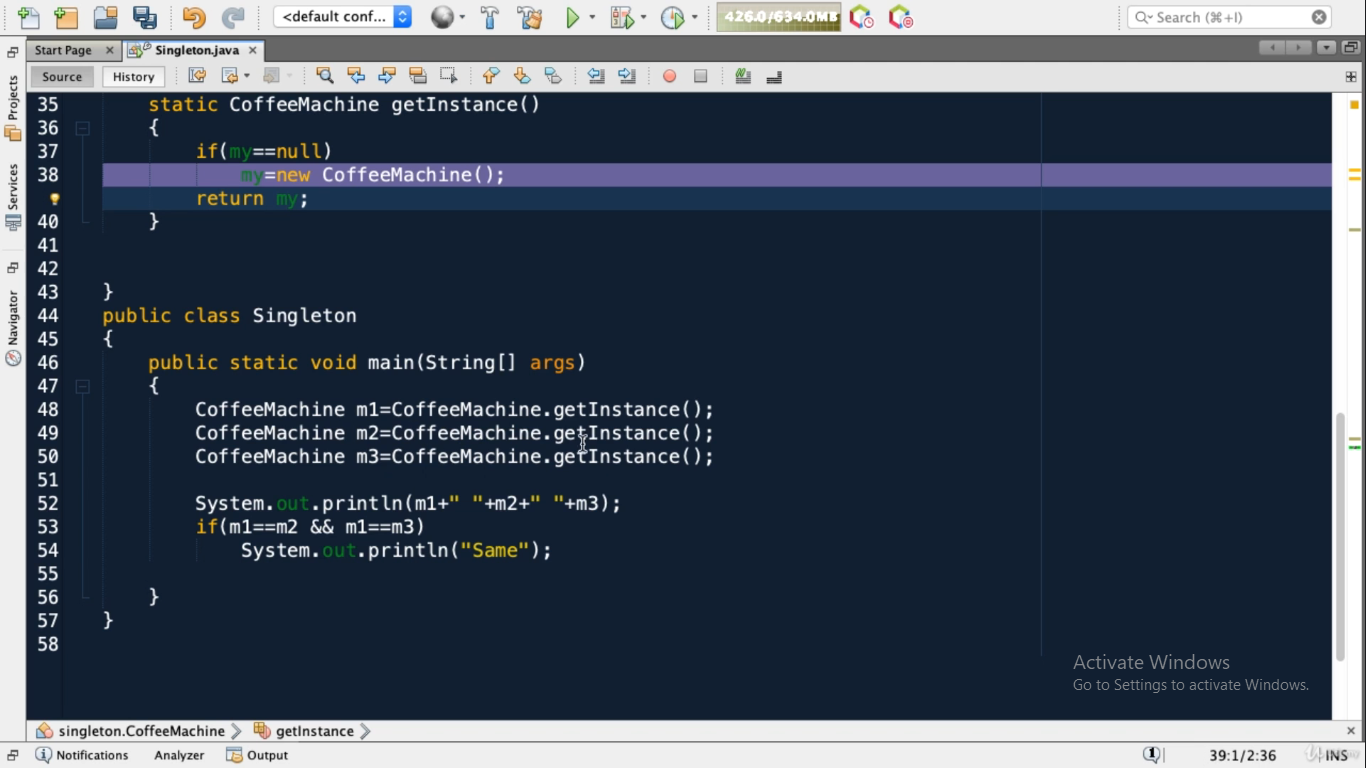 <default conf...
426.0/634.0MB
Search (⌘+I)
Start Page
Singleton.java
Source
History
Projects
Services
Navigator
35 static CoffeeMachine getInstance()
36 {
37 if(my==null)
38 my=new CoffeeMachine();
return my;
40 }
41
42
43 }
44 public class Singleton
45 {
46 public static void main(String[] args)
47 {
48 CoffeeMachine m1=CoffeeMachine.getInstance();
49 CoffeeMachine m2=CoffeeMachine.getInstance();
50 CoffeeMachine m3=CoffeeMachine.getInstance();
51
52 System.out.println(m1+" "+m2+" "+m3);
53 if(m1==m2 && m1==m3)
54 System.out.println("Same");
55
56 }
57 }
58
Activate Windows
Go to Settings to activate Windows.
singleton.CoffeeMachine
getInstance
Notifications
Analyzer
Output
1
39:1/2:36
INS